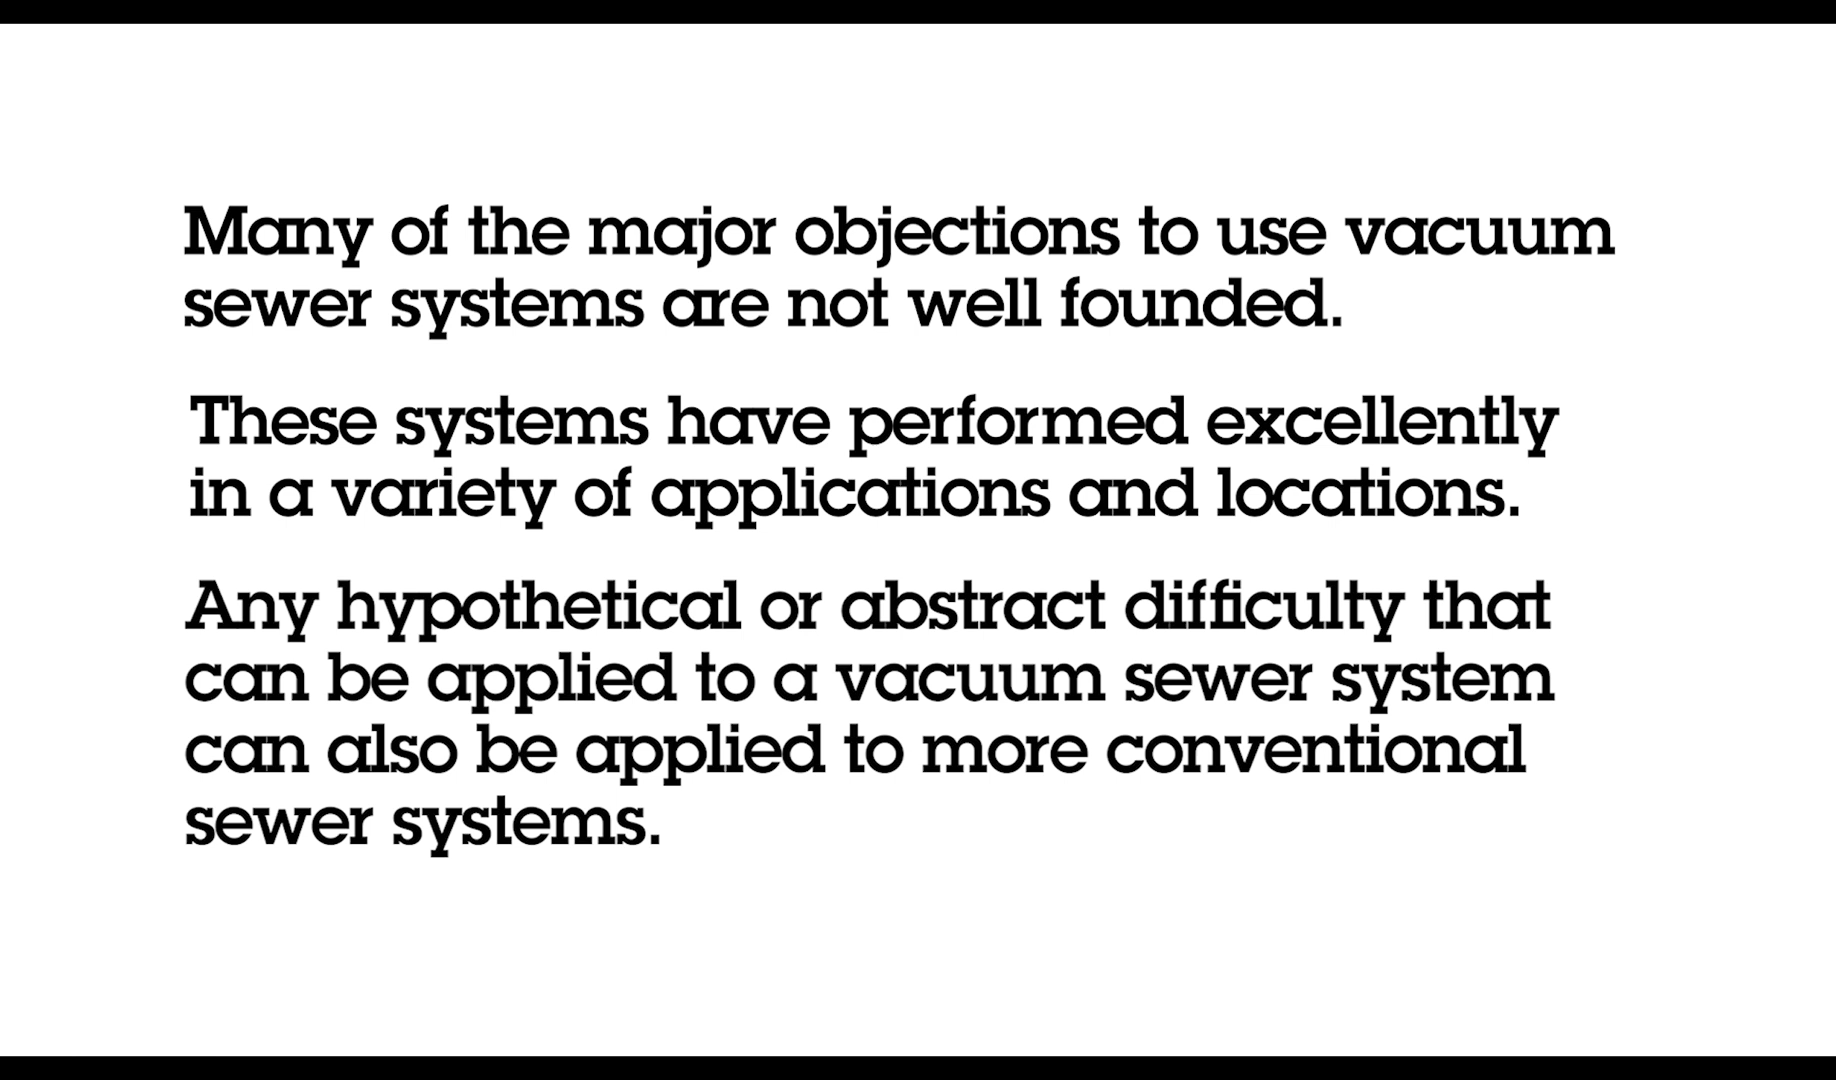 Many of the major objections to use vacuum
sewer systems are not well founded.
These systems have performed excellently
in a variety of applications and locations.
Any hypothetical or abstract difficulty that
can be applied to a vacuum sewer system
can also be applied to more conventional
sewer systems.